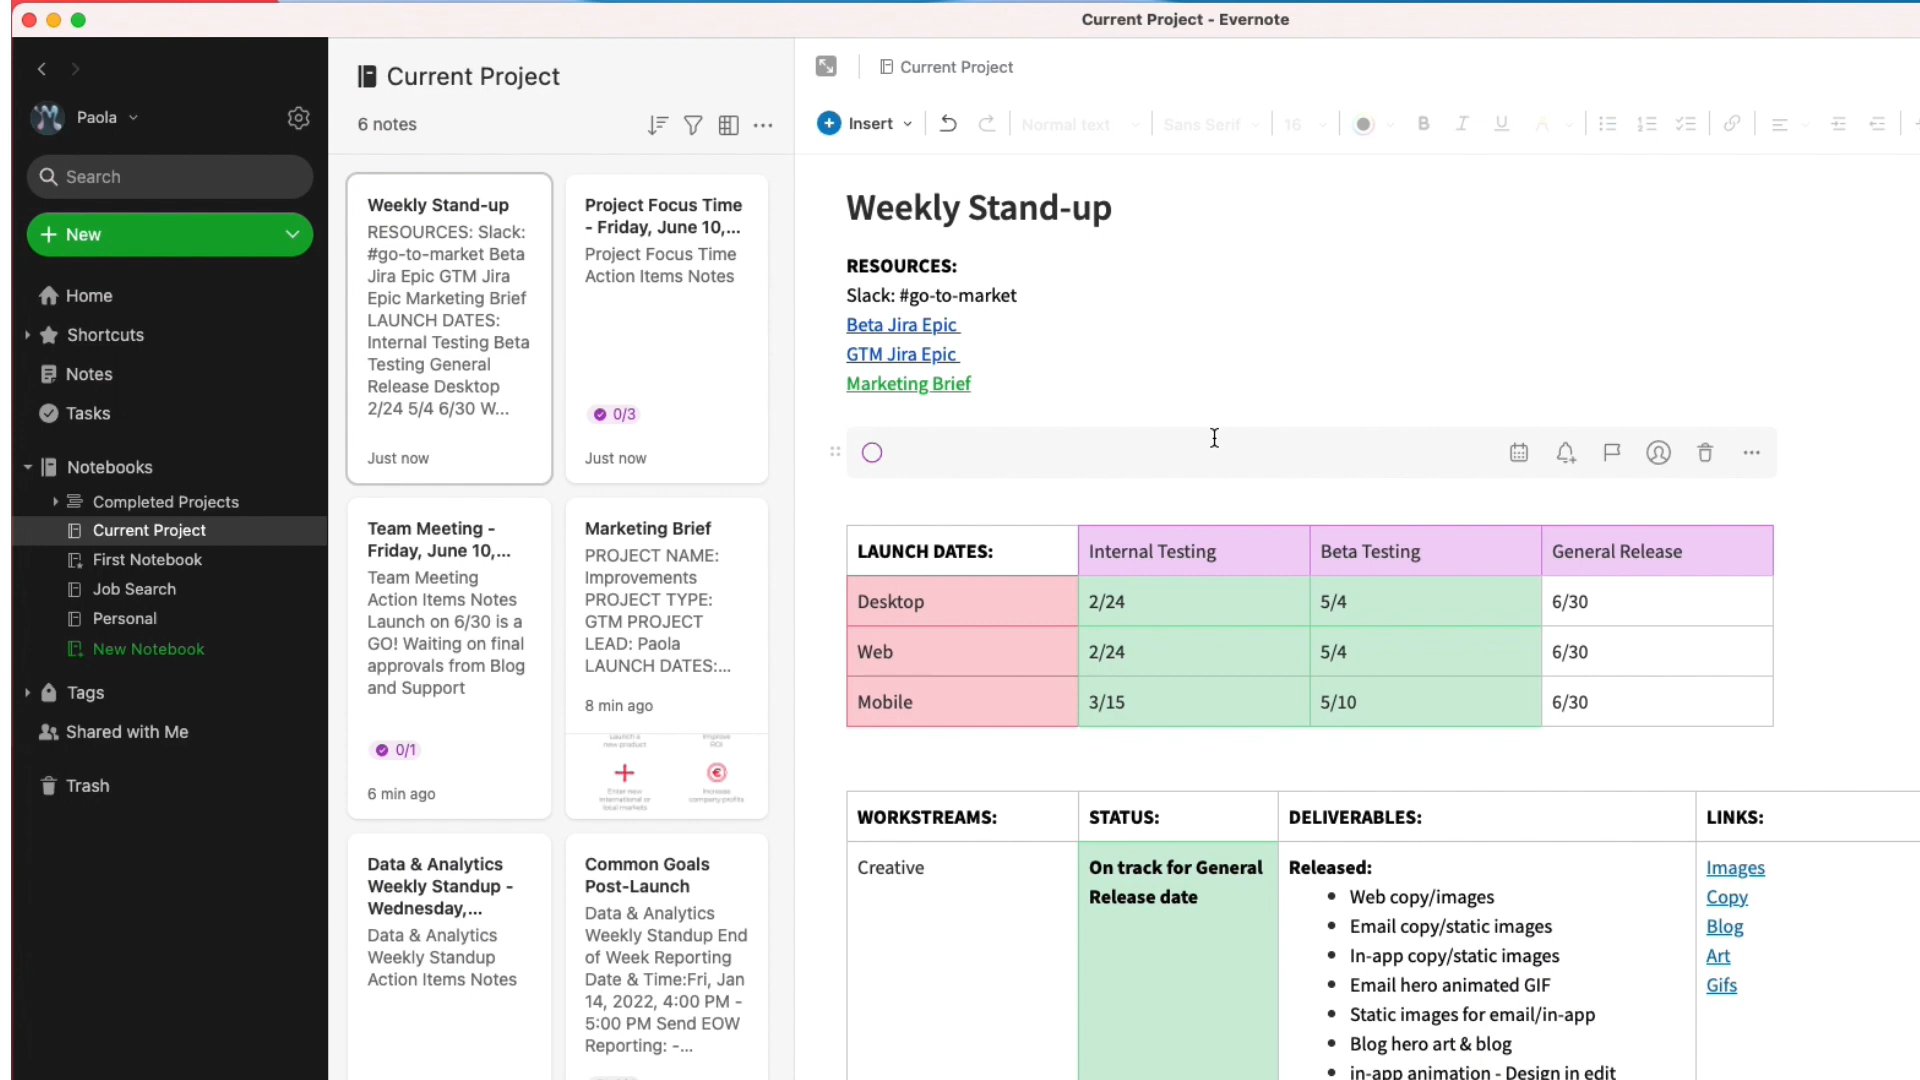 Current Project - Evernote
Paola
Search
New
Home
Shortcuts
Notes
Tasks
Notebooks
Completed Projects
Current Project
First Notebook
Job Search
Personal
New Notebook
Tags
Shared with Me
Trash
Current Project
6 notes
Weekly Stand-up
RESOURCES: Slack:
#go-to-market Beta
Jira Epic GTM Jira
Epic Marketing Brief
LAUNCH DATES:
Internal Testing Beta
Testing General
Release Desktop
2/24 5/4 6/30 W...
Just now
Project Focus Time
- Friday, June 10,...
Project Focus Time
Action Items Notes
0/3
Just now
Team Meeting -
Friday, June 10,...
Team Meeting
Action Items Notes
Launch on 6/30 is a
GO! Waiting on final
approvals from Blog
and Support
0/1
6 min ago
Marketing Brief
PROJECT NAME:
Improvements
PROJECT TYPE:
GTM PROJECT
LEAD: Paola
LAUNCH DATES:...
8 min ago
Launch a
new product
Improve
ROI
Enter new
international or
local markets
Increase
company profits
Data & Analytics
Weekly Standup -
Wednesday,...
Data & Analytics
Weekly Standup
Action Items Notes
Common Goals
Post-Launch
Data & Analytics
Weekly Standup End
of Week Reporting
Date & Time:Fri, Jan
14, 2022, 4:00 PM -
5:00 PM Send EOW
Reporting: -...
Current Project
Insert
Normal text
Sans Serif
16
Weekly Stand-up
RESOURCES:
Slack: #go-to-market
Beta Jira Epic
GTM Jira Epic
Marketing Brief
LAUNCH DATES: Internal Testing Beta Testing General Release
Desktop 2/24 5/4 6/30
Web 2/24 5/4 6/30
Mobile 3/15 5/10 6/30
WORKSTREAMS: STATUS: DELIVERABLES: LINKS:
Creative
On track for General
Release date
Released:
• Web copy/images
• Email copy/static images
• In-app copy/static images
• Email hero animated GIF
• Static images for email/in-app
• Blog hero art & blog
• in-app animation - Design in edit
Images
Copy
Blog
Art
Gifs